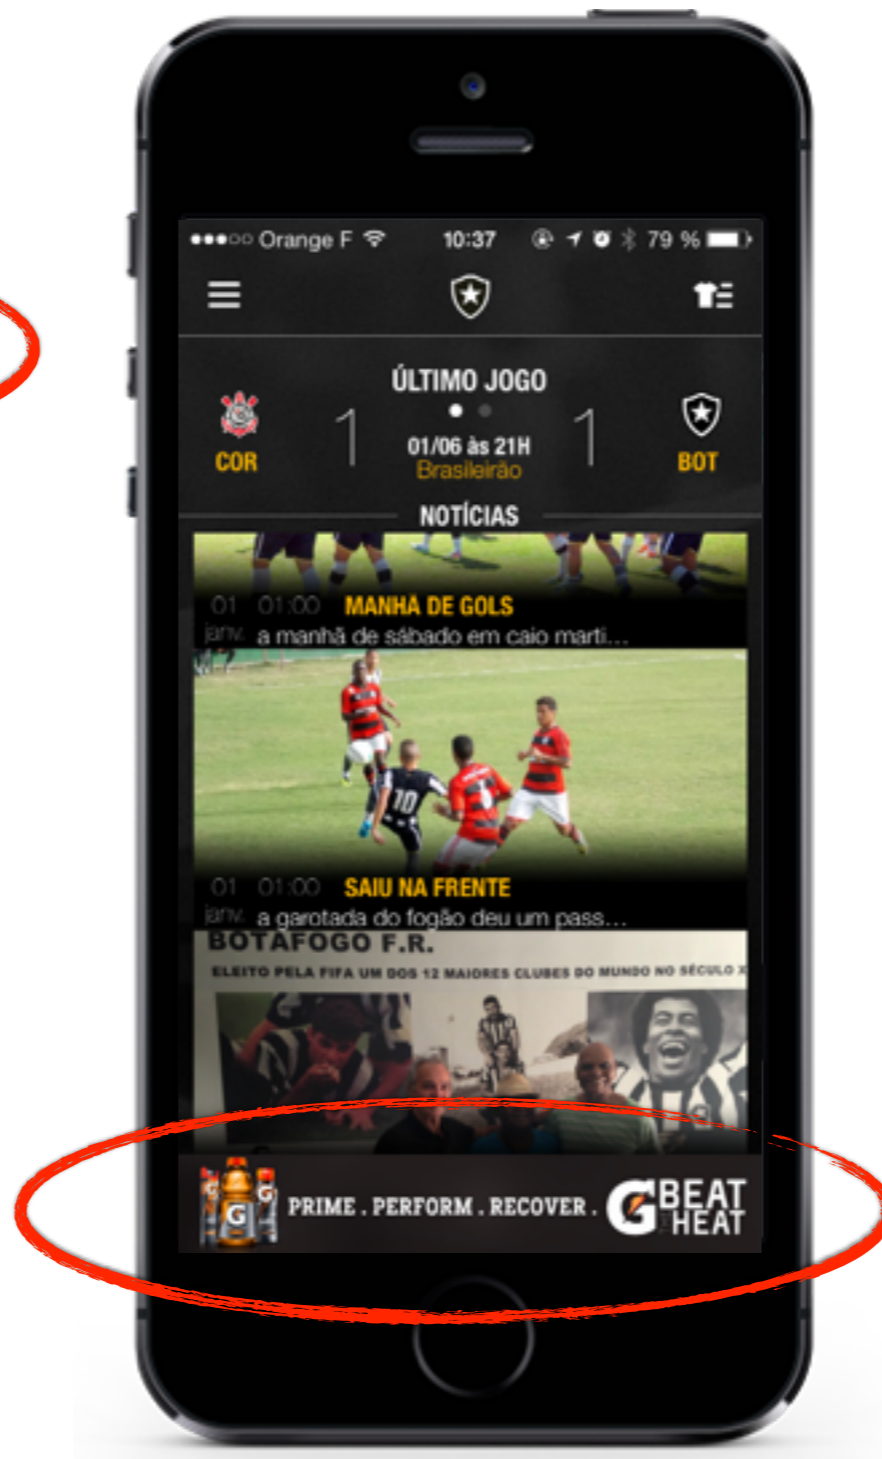 Orange F 10:37 79 %
ÚLTIMO JOGO
1 1
01/06 às 21H
COR Brasileirão BOT
NOTÍCIAS
01 01:00 MANHÃ DE GOLS
janv. a manhã de sábado em caio marti...
10
01 01:00 SAIU NA FRENTE
janv. a garotada do fogão deu um pass...
BOTAFOGO F.R.
ELEITO PELA FIFA UM DOS 12 MAIORES CLUBES DO MUNDO NO SÉCULO X
G G G PRIME . PERFORM . RECOVER . G BEAT
HEAT